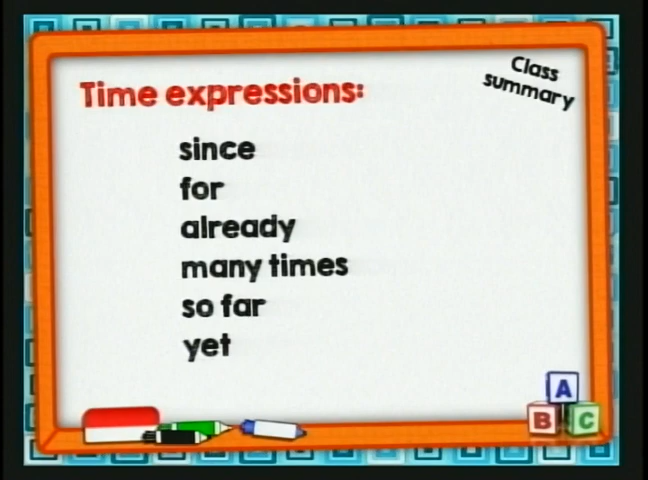 Class
summary
Time expressions:
since
for
already
many times
so far
yet
A
B C